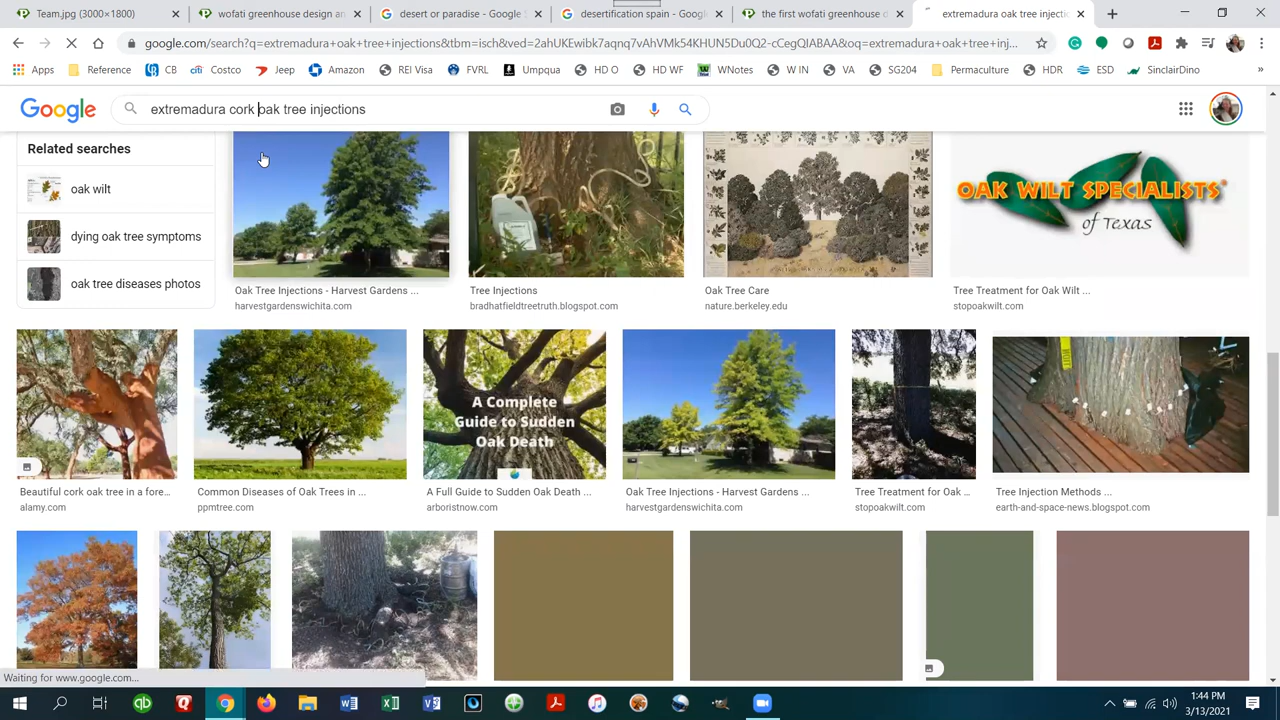 Tree.jpg (3000×1800)
wofati greenhouse design an
desert or paradise - Google S
desertification spain - Google
the first wofati greenhouse d
extremadura oak tree injectio
google.com/search?q=extremadura+oak+tree+injections&tbm=isch&ved=2ahUKEwibk7aqnq7vAhVMk54KHUN5Du0Q2-cCegQIABAA&oq=extremadura+oak+tree+inj...
Apps
Reference
CB
Costco
Jeep
Amazon
REI Visa
FVRL
Umpqua
HD O
HD WF
WNotes
W IN
VA
SG204
Permaculture
HDR
ESD
SinclairDino
»
Google
extremadura cork oak tree injections
Related searches
oak wilt
dying oak tree symptoms
oak tree diseases photos
OAK WILT SPECIALISTS
of Texas
Oak Tree Injections - Harvest Gardens ...
harvestgardenswichita.com
Tree Injections
bradhatfieldtreetruth.blogspot.com
Oak Tree Care
nature.berkeley.edu
Tree Treatment for Oak Wilt ...
stopoakwilt.com
A Complete
Guide to Sudden
Oak Death
Beautiful cork oak tree in a fore...
alamy.com
Common Diseases of Oak Trees in ...
ppmtree.com
A Full Guide to Sudden Oak Death ...
arboristnow.com
Oak Tree Injections - Harvest Gardens ...
harvestgardenswichita.com
Tree Treatment for Oak ...
stopoakwilt.com
Tree Injection Methods ...
earth-and-space-news.blogspot.com
Waiting for www.google.com...
1:44 PM
3/13/2021